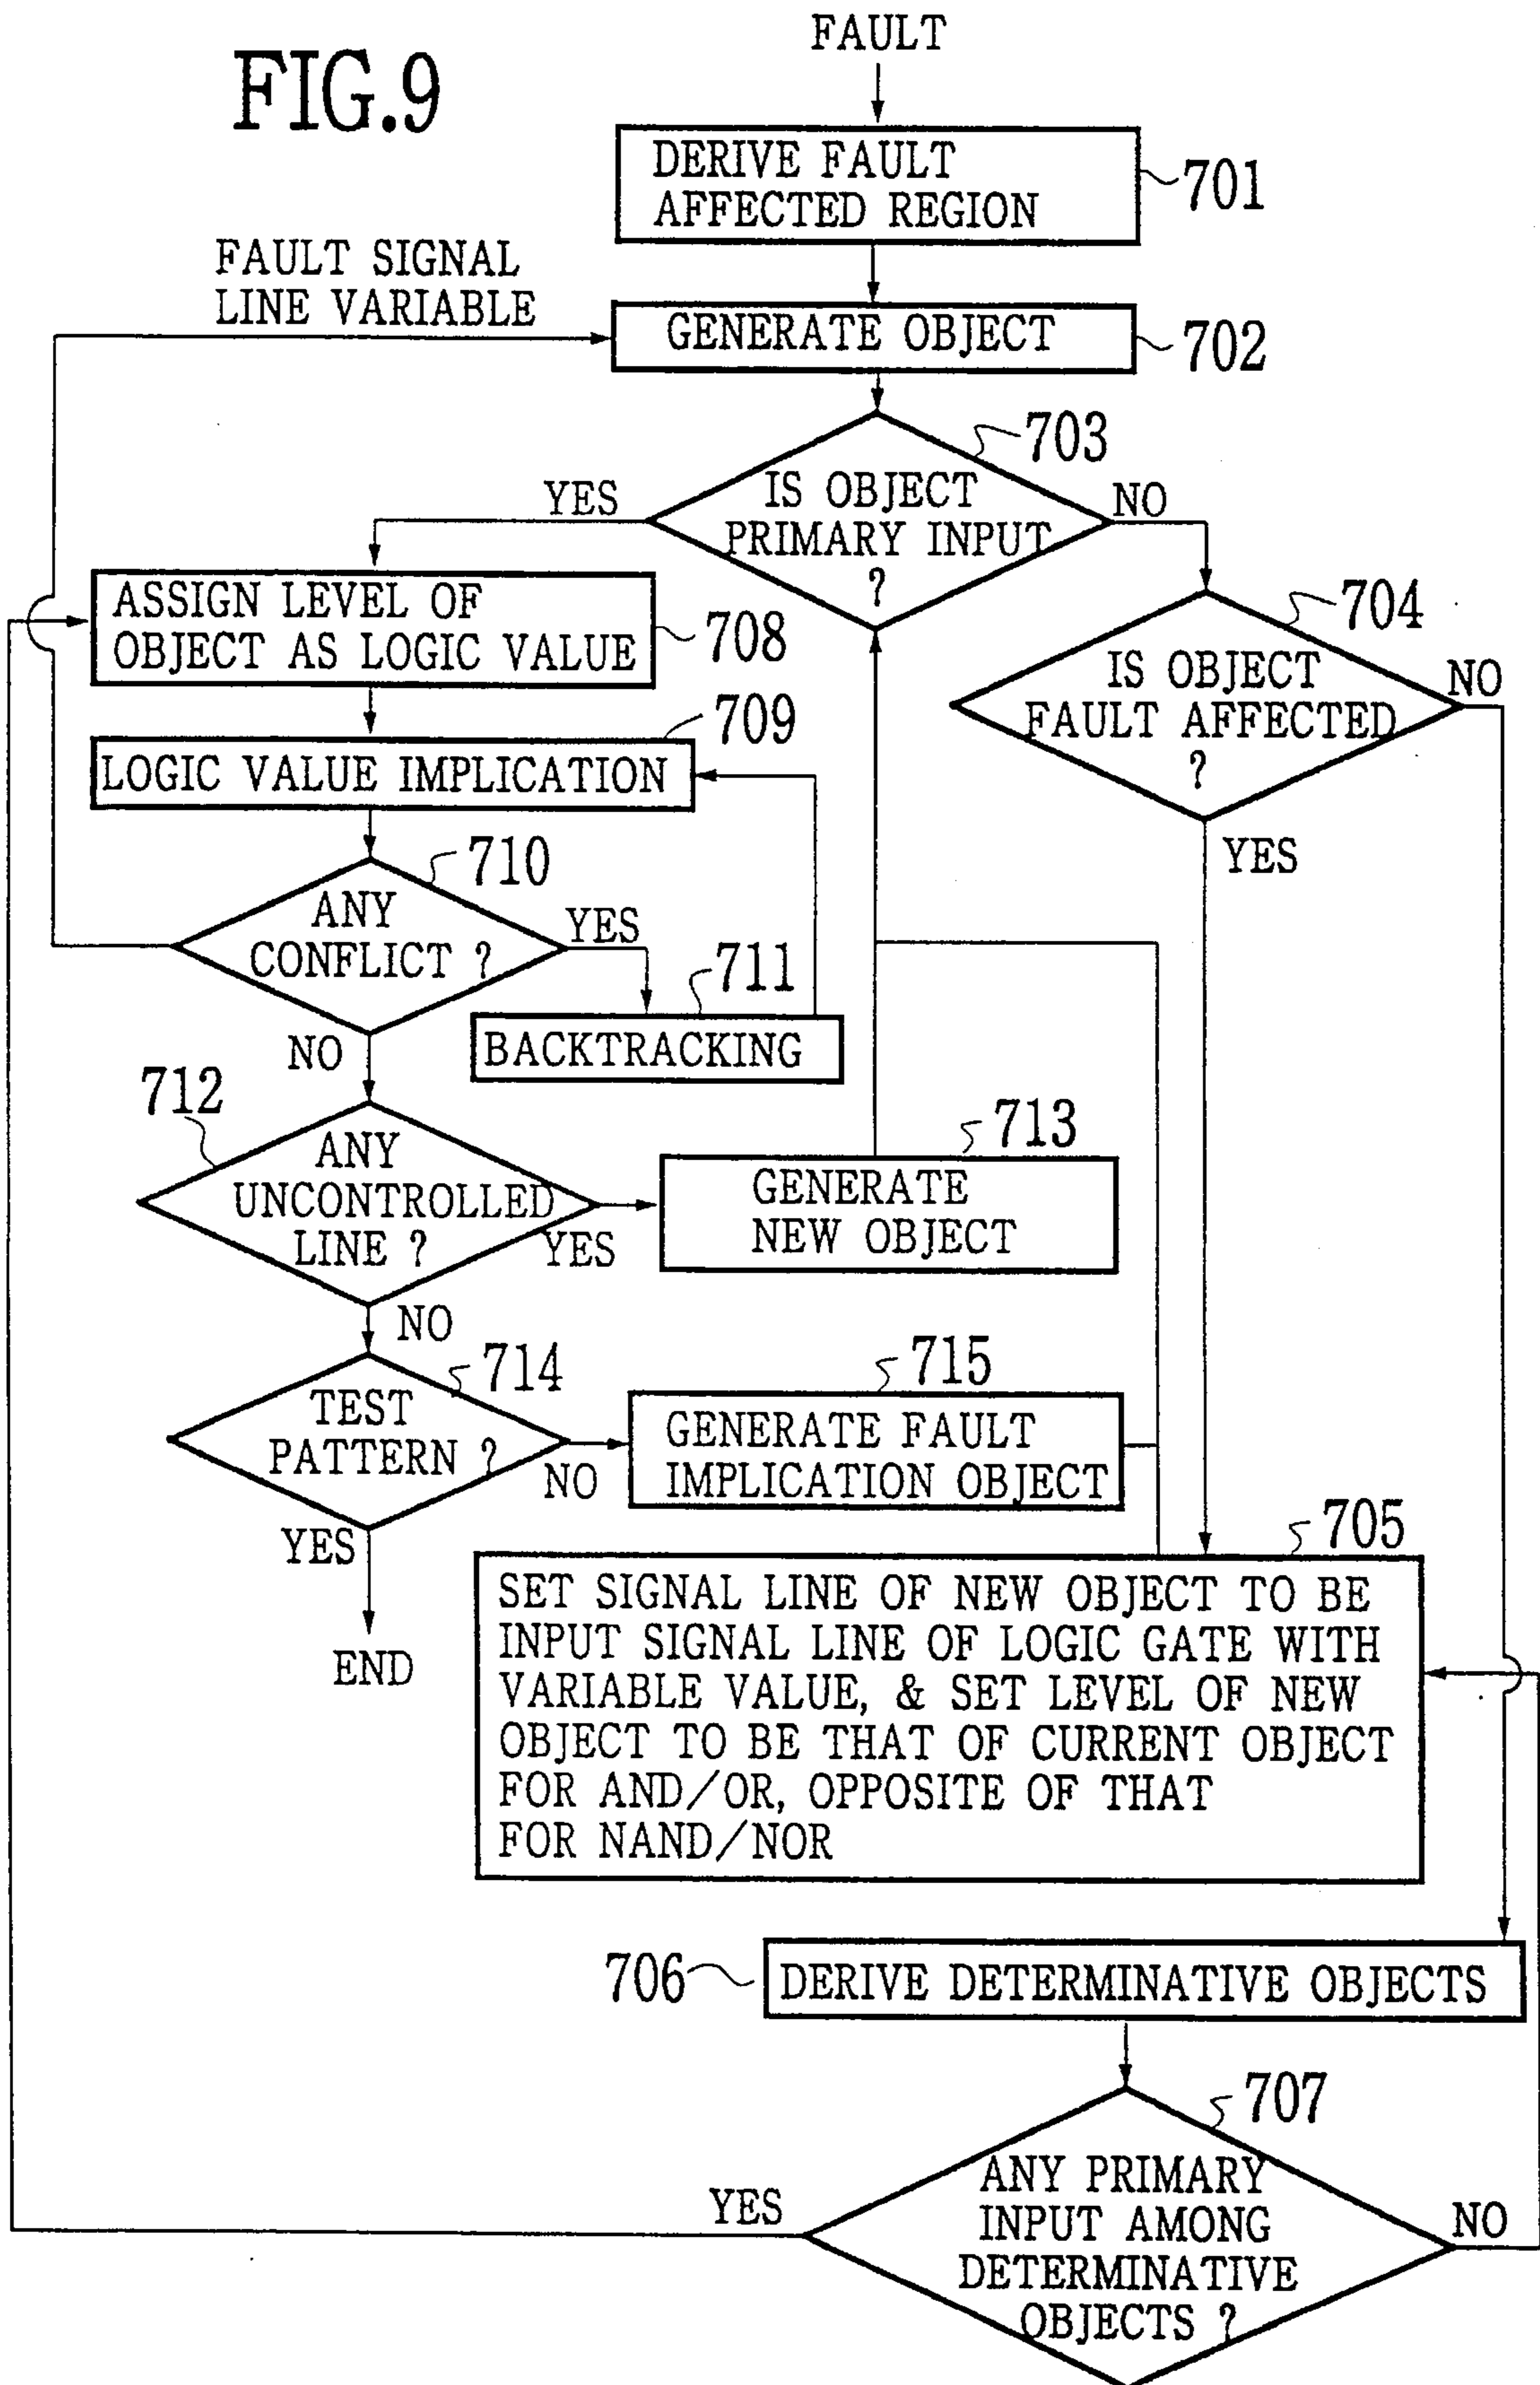 FIG.9
FAULT
DERIVE FAULT
AFFECTED REGION
701
FAULT SIGNAL
LINE VARIABLE
GENERATE OBJECT
702
703
IS OBJECT
PRIMARY INPUT
?
YES
NO
704
IS OBJECT
FAULT AFFECTED
?
NO
YES
ASSIGN LEVEL OF
OBJECT AS LOGIC VALUE
708
709
LOGIC VALUE IMPLICATION
710
ANY
CONFLICT ?
YES
711
BACKTRACKING
NO
712
ANY
UNCONTROLLED
LINE ?
YES
713
GENERATE
NEW OBJECT
NO
714
TEST
PATTERN ?
NO
715
GENERATE FAULT
IMPLICATION OBJECT
YES
END
705
SET SIGNAL LINE OF NEW OBJECT TO BE
INPUT SIGNAL LINE OF LOGIC GATE WITH
VARIABLE VALUE, & SET LEVEL OF NEW
OBJECT TO BE THAT OF CURRENT OBJECT
FOR AND/OR, OPPOSITE OF THAT
FOR NAND/NOR
706
DERIVE DETERMINATIVE OBJECTS
707
ANY PRIMARY
INPUT AMONG
DETERMINATIVE
OBJECTS ?
YES
NO